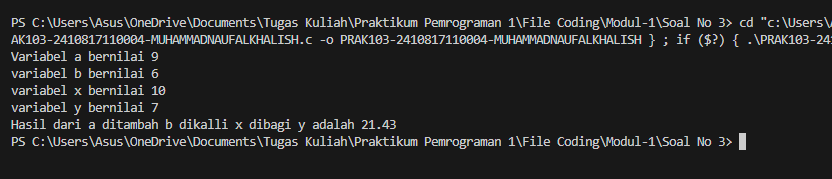 PS C:\Users\Asus\OneDrive\Documents\Tugas Kuliah\Praktikum Pemrograman 1\File Coding\Modul-1\Soal No 3> cd "c:\Users\A
AK103-2410817110004-MUHAMMADNAUFALKHALISH.c -o PRAK103-2410817110004-MUHAMMADNAUFALKHALISH } ; if ($?) { .\PRAK103-241
Variabel a bernilai 9
variabel b bernilai 6
variabel x bernilai 10
variabel y bernilai 7
Hasil dari a ditambah b dikalli x dibagi y adalah 21.43
PS C:\Users\Asus\OneDrive\Documents\Tugas Kuliah\Praktikum Pemrograman 1\File Coding\Modul-1\Soal No 3>